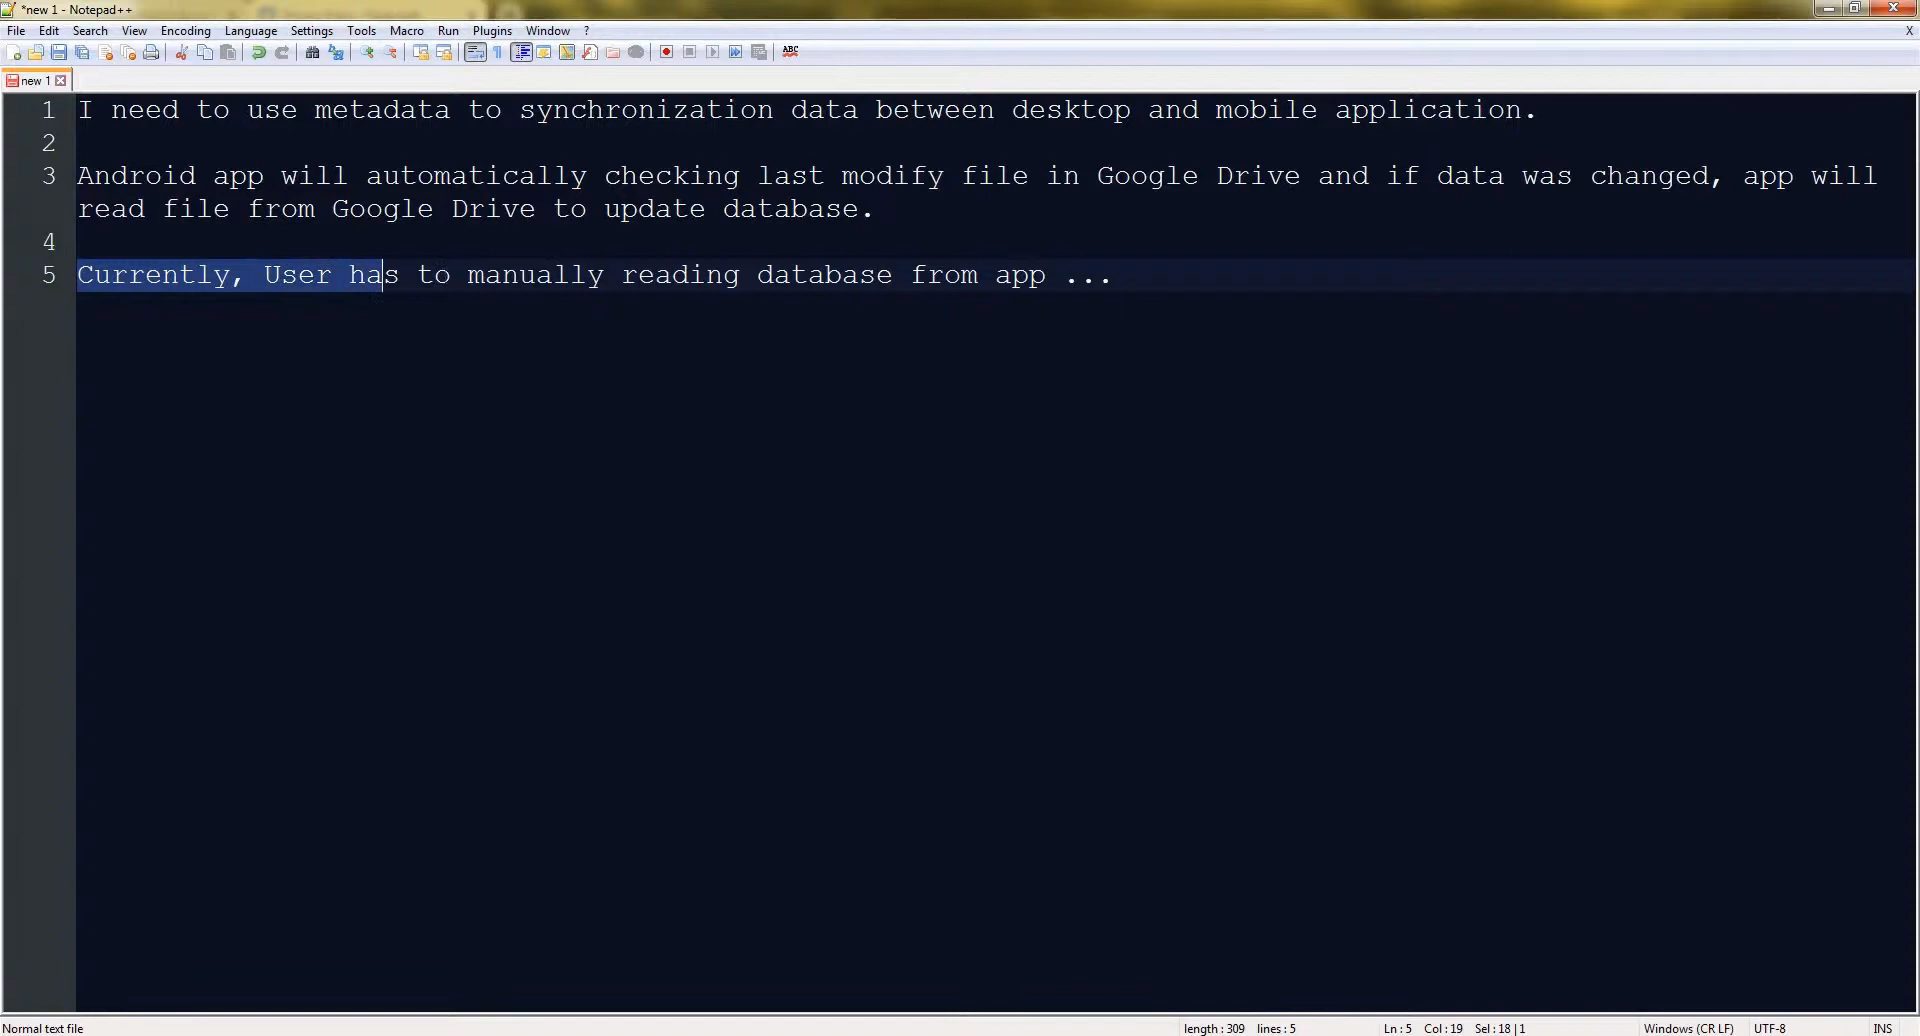 *new 1 - Notepad++
File Edit Search View Encoding Language Settings Tools Macro Run Plugins Window ? X
ABC
new 1
1 I need to use metadata to synchronization data between desktop and mobile application.
2
3 Android app will automatically checking last modify file in Google Drive and if data was changed, app will
read file from Google Drive to update database.
4
5 Currently, User has to manually reading database from app ...
Normal text file length : 309 lines : 5 Ln : 5 Col : 19 Sel : 18 | 1 Windows (CR LF) UTF-8 INS